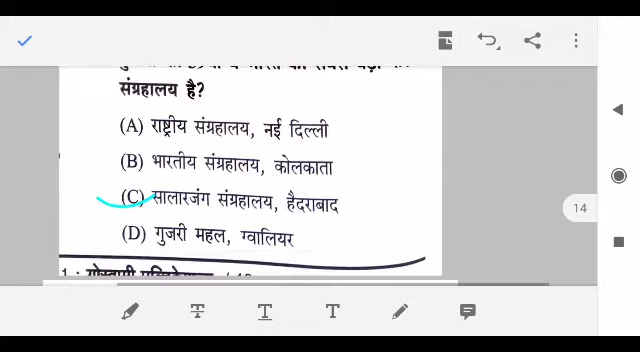 संग्रहालय है?
(A) राष्ट्रीय संग्रहालय, नई दिल्ली
(B) भारतीय संग्रहालय, कोलकाता
(C) सालारजंग संग्रहालय, हैदराबाद
14
(D) गुजरी महल, ग्वालियर
T T T